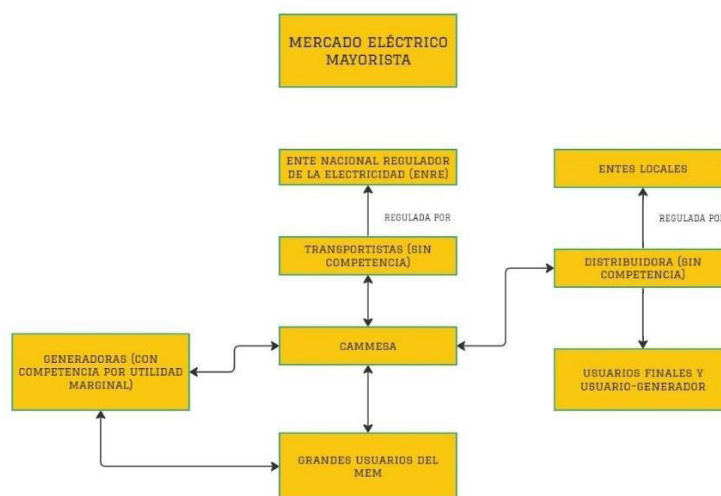 MERCADO ELÉCTRICO
MAYORISTA
ENTE NACIONAL REGULADOR
DE LA ELECTRICIDAD (ENRE)
ENTES LOCALES
REGULADA POR
REGULADA POR
TRANSPORTISTAS (SIN
COMPETENCIA)
DISTRIBUIDORA (SIN
COMPETENCIA)
GENERADORAS (CON
COMPETENCIA POR UTILIDAD
MARGINAL)
CAMMESA
USUARIOS FINALES Y
USUARIO-GENERADOR
GRANDES USUARIOS DEL
MEM